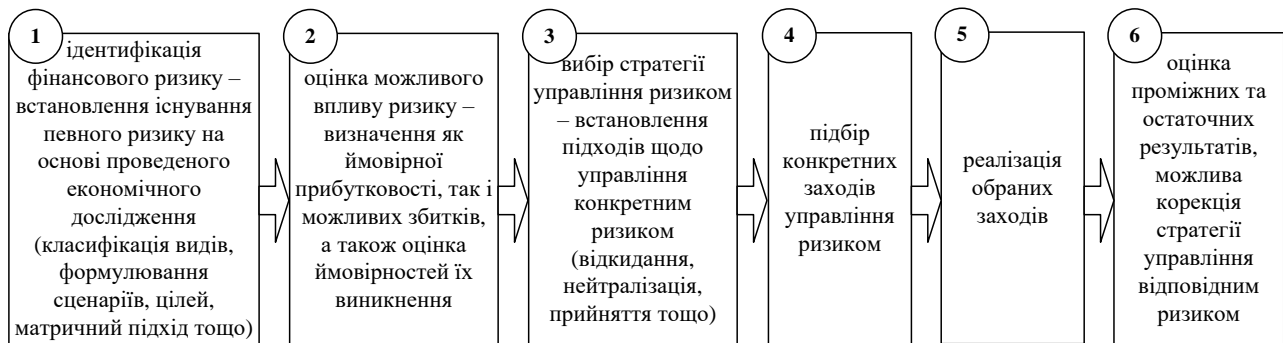 1
ідентифікація
фінансового ризику –
встановлення існування
певного ризику на
основі проведеного
економічного
дослідження
(класифікація видів,
формулювання
сценаріїв, цілей,
матричний підхід тощо)
2
оцінка можливого
впливу ризику –
визначення як
ймовірної
прибутковості, так і
можливих збитків,
а також оцінка
ймовірностей їх
виникнення
3
вибір стратегії
управління ризиком
– встановлення
підходів щодо
управління
конкретним
ризиком
(відкидання,
нейтралізація,
прийняття тощо)
4
підбір
конкретних
заходів
управління
ризиком
5
реалізація
обраних
заходів
6
оцінка
проміжних та
остаточних
результатів,
можлива
корекція
стратегії
управління
відповідним
ризиком